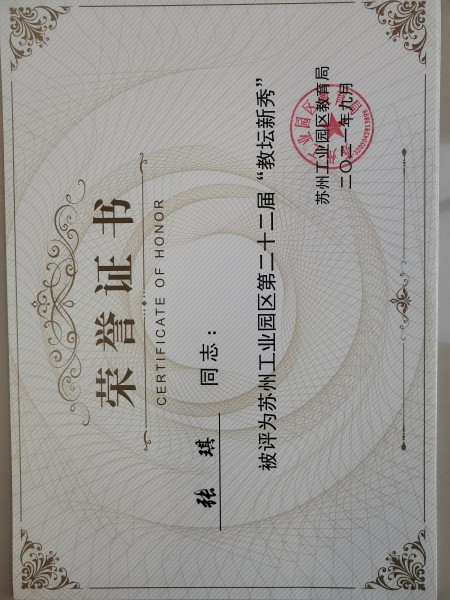 荣誉证书
CERTIFICATE OF HONOR
张琪 同志：
被评为苏州工业园区第二十二届“教坛新秀”
苏州工业园区教育局
二〇二一年九月